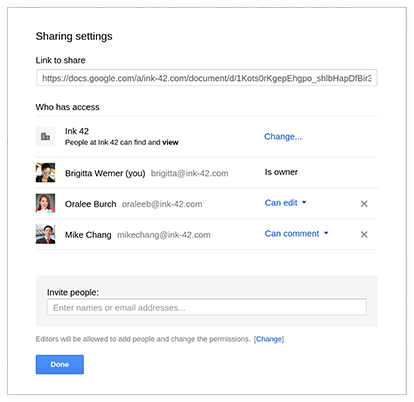 Sharing settings
Link to share
https://docs.google.com/a/ink-42.com/document/d/1Kots0rKgepEhgpo_shlbHapDfBir3
Who has access
Ink 42
People at Ink 42 can find and view
Change...
Brigitta Werner (you) brigitta@ink-42.com Is owner
Oralee Burch oraleeb@ink-42.com Can edit
Mike Chang mikechang@ink-42.com Can comment
Invite people:
Enter names or email addresses...
Editors will be allowed to add people and change the permissions. [Change]
Done